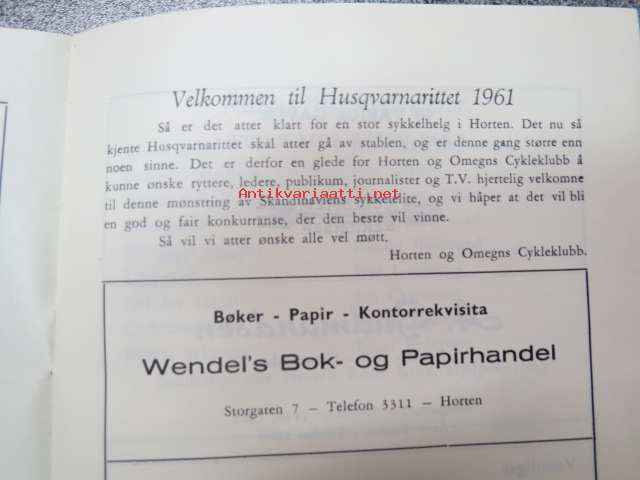 Velkommen til Husqvarnarittet 1961
Så er det atter klart for en stor sykkelhelg i Horten. Det nu så
kjente Husqvarnarittet skal atter gå av stablen, og er denne gang større enn
noen sinne. Det er derfor en glede for Horten og Omegns Cykleklubb å
kunne ønske ryttere, ledere, publikum, journalister og T.V. hjertelig velkomne
Antikvariaatti.net
til denne mønstring av Skandinaviens sykkelelite, og vi håper at det vil bli
en god og fair konkurranse, der den beste vil vinne.
Så vil vi atter ønske alle vel møtt.
Horten og Omegns Cykleklubb.
Bøker - Papir - Kontorrekvisita
Wendel's Bok- og Papirhandel
Storgaten 7 — Telefon 3311 — Horten